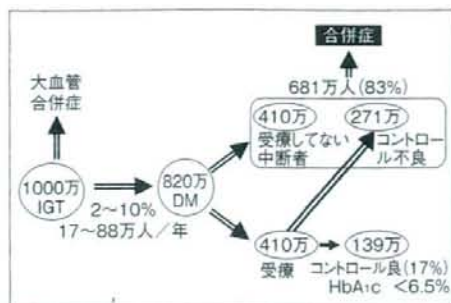 合併症
大血管
合併症
681万人(83%)
410万
271万
受療してない
中断者
コントロー
ル不良
1000万
IGT
820万
DM
2〜10%
17〜88万人/年
410万
受療
139万
コントロール良(17%)
HbA1c <6.5%